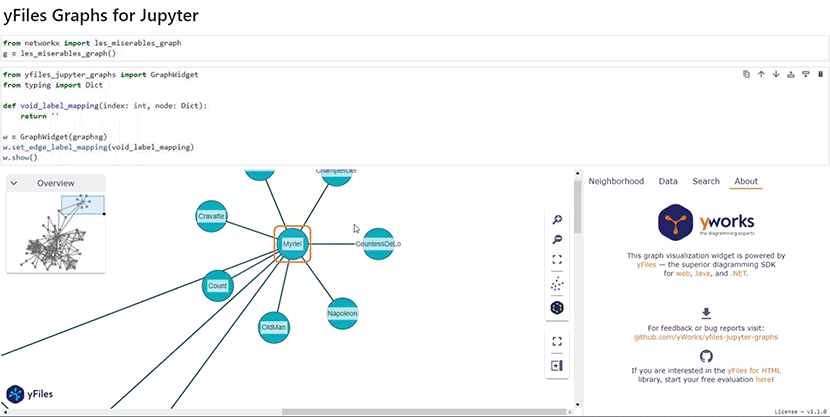 yFiles Graphs for Jupyter
from networkx import les_miserables_graph
g = les_miserables_graph()
from yfiles_jupyter_graphs import GraphWidget
from typing import Dict
def void_label_mapping(index: int, node: Dict):
    return ''
w = GraphWidget(graph=g)
w.set_edge_label_mapping(void_label_mapping)
w.show()
Overview
Neighborhood Data Search About
Cravatte
Myriel
CountessDeLo
Count
Napoleon
OldMan
yFiles
yworks
the diagramming experts
This graph visualization widget is powered by
yFiles — the superior diagramming SDK
for web, Java, and .NET.
For feedback or bug reports visit:
github.com/yWorks/yfiles-jupyter-graphs
If you are interested in the yFiles for HTML
library, start your free evaluation here!
License – v1.1.0